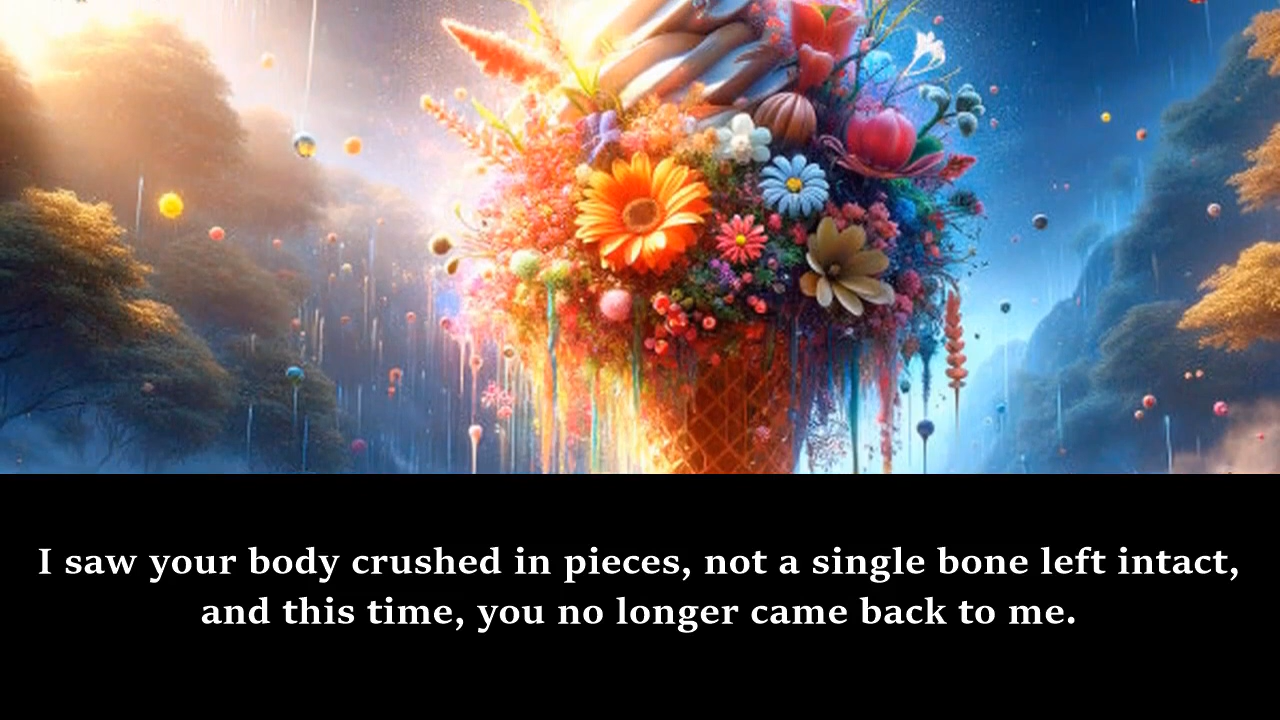 I saw your body crushed in pieces, not a single bone left intact,
and this time, you no longer came back to me.